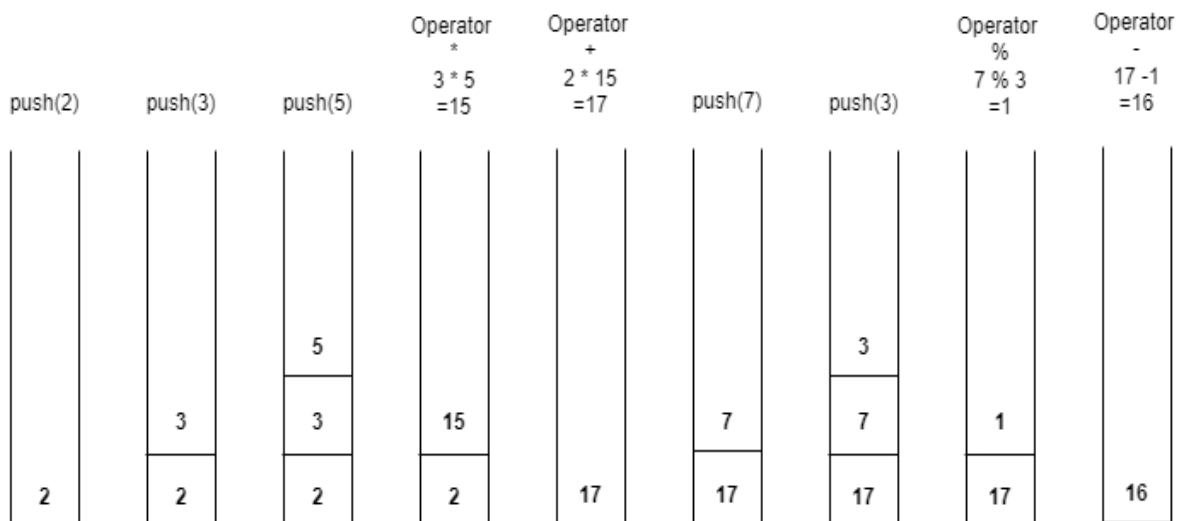 push(2)
push(3)
push(5)
Operator
*
3 * 5
=15
Operator
+
2 * 15
=17
push(7)
push(3)
Operator
%
7 % 3
=1
Operator
-
17 -1
=16
2
3
2
5
3
2
15
2
17
7
17
3
7
17
1
17
16